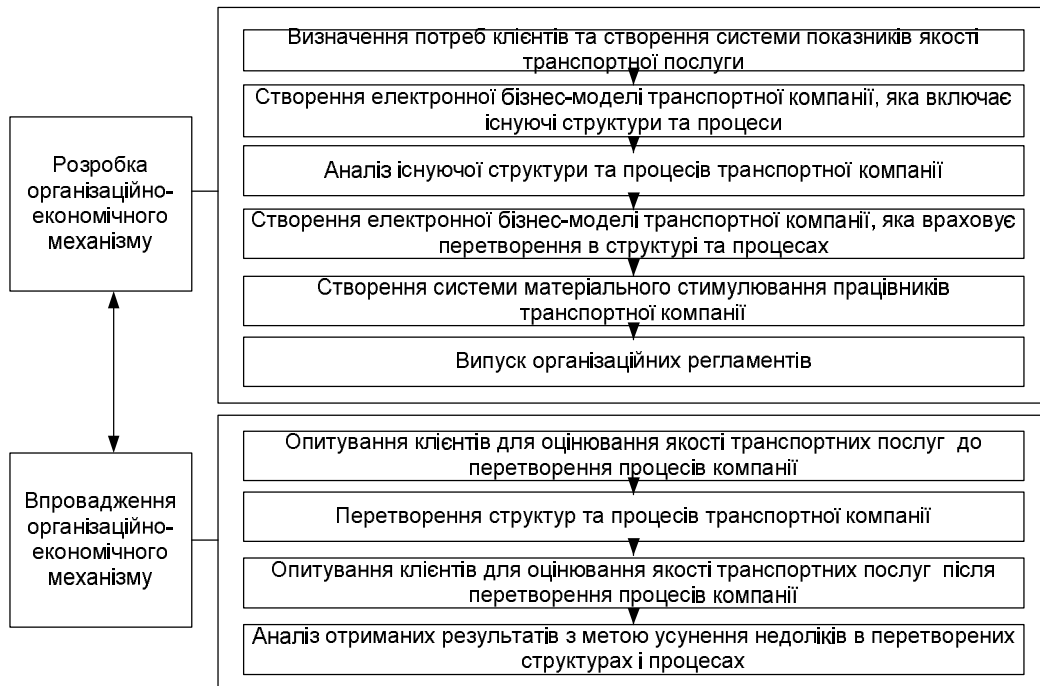 Визначення потреб клієнтів та створення системи показників якості
транспортної послуги
Створення електронної бізнес-моделі транспортної компанії, яка включає
існуючі структури та процеси
Розробка
організаційно-
економічного
механізму
Аналіз існуючої структури та процесів транспортної компанії
Створення електронної бізнес-моделі транспортної компанії, яка враховує
перетворення в структурі та процесах
Створення системи матеріального стимулювання працівників
транспортної компанії
Випуск організаційних регламентів
Опитування клієнтів для оцінювання якості транспортних послуг до
перетворення процесів компанії
Впровадження
організаційно-
економічного
механізму
Перетворення структур та процесів транспортної компанії
Опитування клієнтів для оцінювання якості транспортних послуг після
перетворення процесів компанії
Аналіз отриманих результатів з метою усунення недоліків в перетворених
структурах і процесах